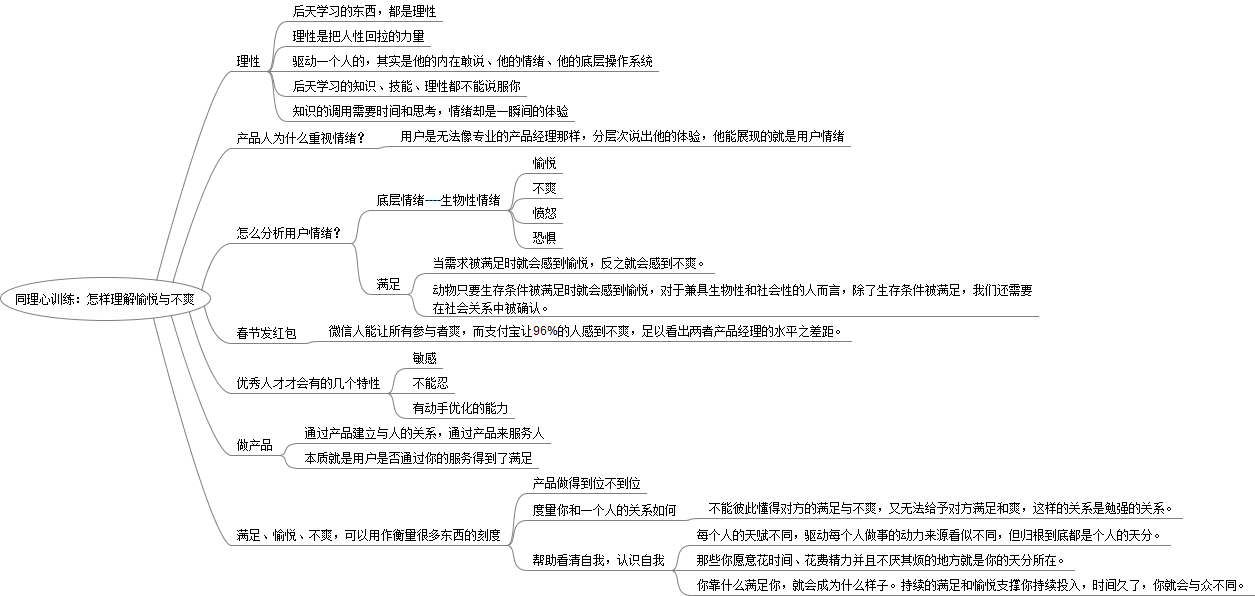 同理心训练：怎样理解愉悦与不爽
理性
后天学习的东西，都是理性
理性是把人性回拉的力量
驱动一个人的，其实是他的内在敢说、他的情绪、他的底层操作系统
后天学习的知识、技能、理性都不能说服你
知识的调用需要时间和思考，情绪却是一瞬间的体验
产品人为什么重视情绪？
用户是无法像专业的产品经理那样，分层次说出他的体验，他能展现的就是用户情绪
怎么分析用户情绪？
底层情绪----生物性情绪
愉悦
不爽
愤怒
恐惧
满足
当需求被满足时就会感到愉悦，反之就会感到不爽。
动物只要生存条件被满足时就会感到愉悦，对于兼具生物性和社会性的人而言，除了生存条件被满足，我们还需要
在社会关系中被确认。
春节发红包
微信人能让所有参与者爽，而支付宝让96%的人感到不爽，足以看出两者产品经理的水平之差距。
优秀人才才会有的几个特性
敏感
不能忍
有动手优化的能力
做产品
通过产品建立与人的关系，通过产品来服务人
本质就是用户是否通过你的服务得到了满足
满足、愉悦、不爽，可以用作衡量很多东西的刻度
产品做得到位不到位
度量你和一个人的关系如何
不能彼此懂得对方的满足与不爽，又无法给予对方满足和爽，这样的关系是勉强的关系。
帮助看清自我，认识自我
每个人的天赋不同，驱动每个人做事的动力来源看似不同，但归根到底都是个人的天分。
那些你愿意花时间、花费精力并且不厌其烦的地方就是你的天分所在。
你靠什么满足你，就会成为什么样子。持续的满足和愉悦支撑你持续投入，时间久了，你就会与众不同。